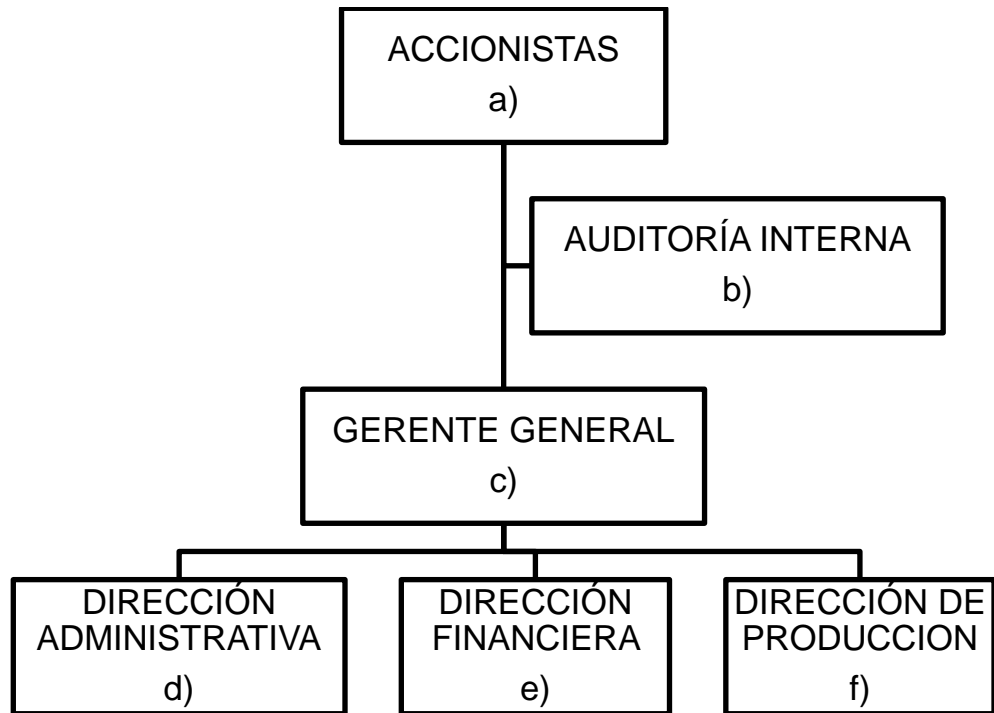 ACCIONISTAS
a)
AUDITORÍA INTERNA
b)
GERENTE GENERAL
c)
DIRECCIÓN
ADMINISTRATIVA
d)
DIRECCIÓN
FINANCIERA
e)
DIRECCIÓN DE
PRODUCCION
f)